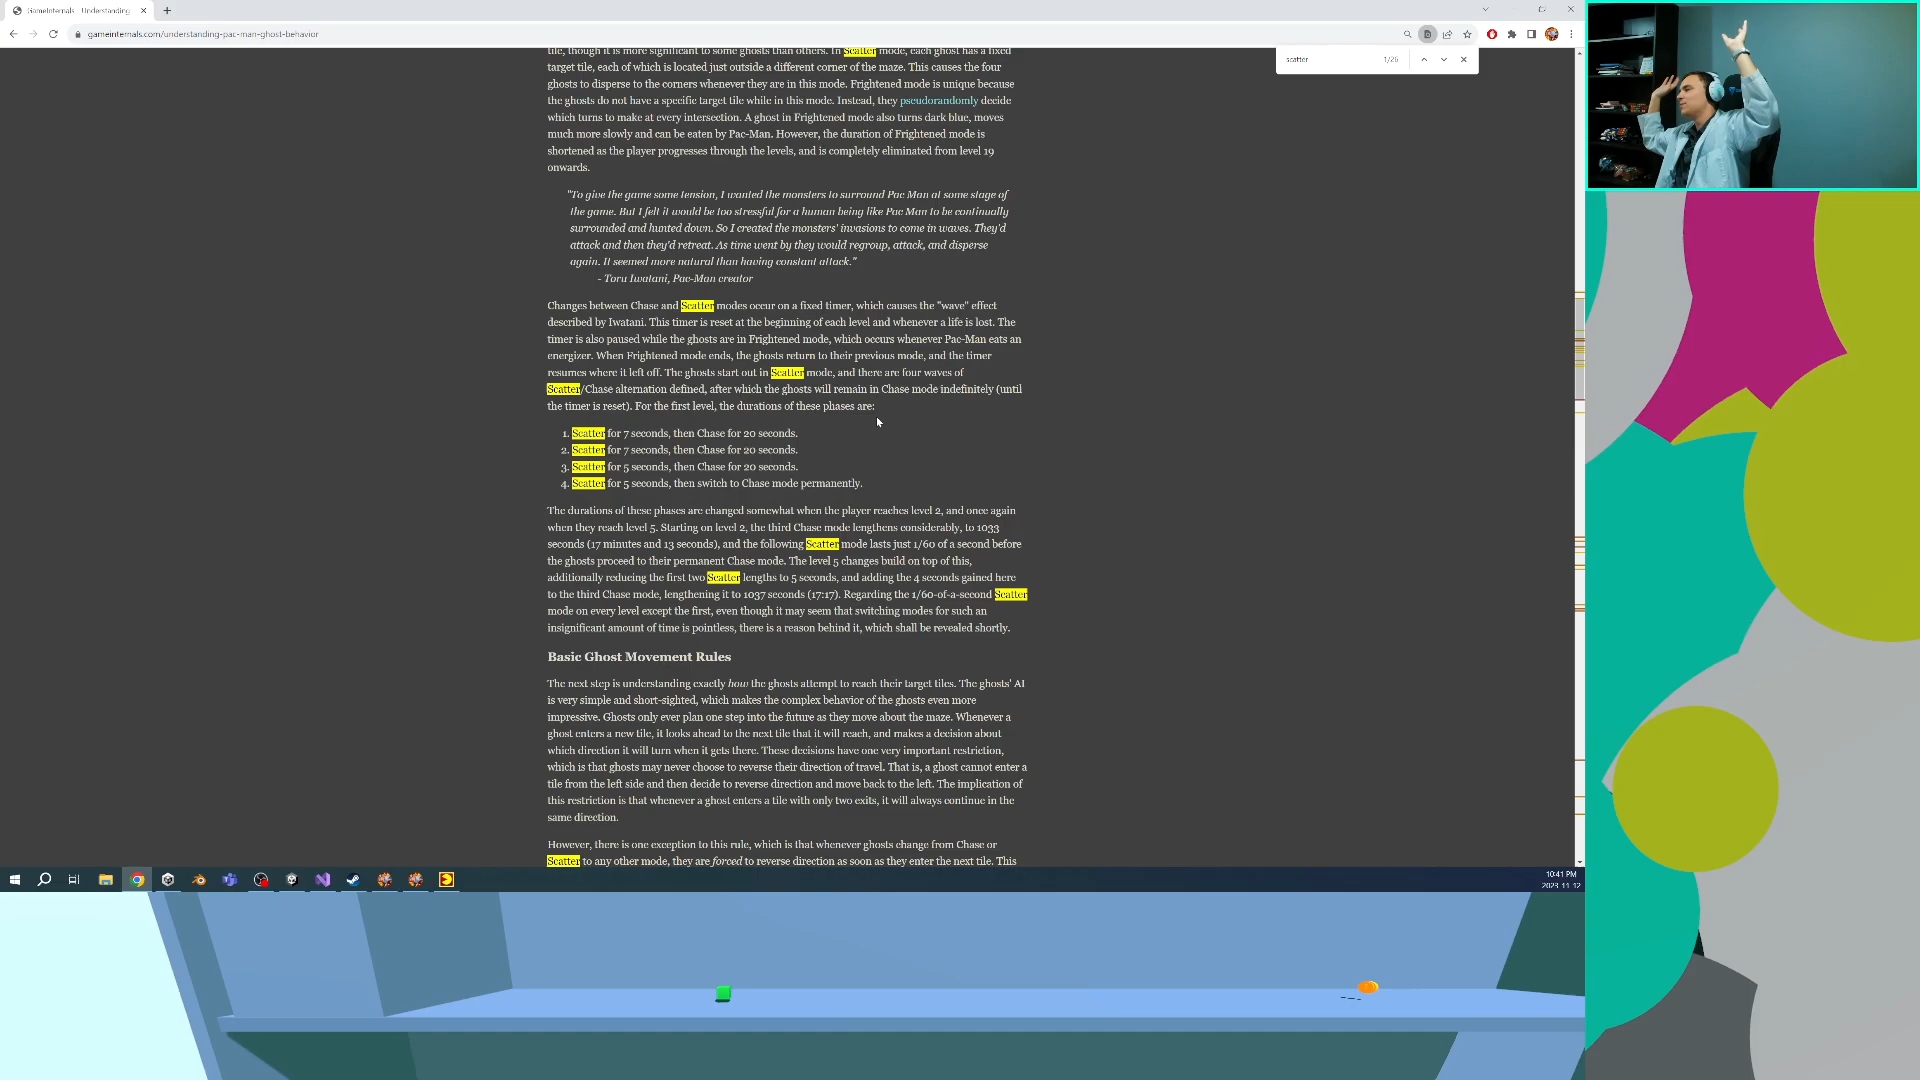 GameInternals - Understanding
gameinternals.com/understanding-pac-man-ghost-behavior
scatter
1/26
tile, though it is more significant to some ghosts than others. In Scatter mode, each ghost has a fixed
target tile, each of which is located just outside a different corner of the maze. This causes the four
ghosts to disperse to the corners whenever they are in this mode. Frightened mode is unique because
the ghosts do not have a specific target tile while in this mode. Instead, they pseudorandomly decide
which turns to make at every intersection. A ghost in Frightened mode also turns dark blue, moves
much more slowly and can be eaten by Pac-Man. However, the duration of Frightened mode is
shortened as the player progresses through the levels, and is completely eliminated from level 19
onwards.
"To give the game some tension, I wanted the monsters to surround Pac Man at some stage of
the game. But I felt it would be too stressful for a human being like Pac Man to be continually
surrounded and hunted down. So I created the monsters' invasions to come in waves. They'd
attack and then they'd retreat. As time went by they would regroup, attack, and disperse
again. It seemed more natural than having constant attack."
- Toru Iwatani, Pac-Man creator
Changes between Chase and Scatter modes occur on a fixed timer, which causes the "wave" effect
described by Iwatani. This timer is reset at the beginning of each level and whenever a life is lost. The
timer is also paused while the ghosts are in Frightened mode, which occurs whenever Pac-Man eats an
energizer. When Frightened mode ends, the ghosts return to their previous mode, and the timer
resumes where it left off. The ghosts start out in Scatter mode, and there are four waves of
Scatter/Chase alternation defined, after which the ghosts will remain in Chase mode indefinitely (until
the timer is reset). For the first level, the durations of these phases are:
1. Scatter for 7 seconds, then Chase for 20 seconds.
2. Scatter for 7 seconds, then Chase for 20 seconds.
3. Scatter for 5 seconds, then Chase for 20 seconds.
4. Scatter for 5 seconds, then switch to Chase mode permanently.
The durations of these phases are changed somewhat when the player reaches level 2, and once again
when they reach level 5. Starting on level 2, the third Chase mode lengthens considerably, to 1033
seconds (17 minutes and 13 seconds), and the following Scatter mode lasts just 1/60 of a second before
the ghosts proceed to their permanent Chase mode. The level 5 changes build on top of this,
additionally reducing the first two Scatter lengths to 5 seconds, and adding the 4 seconds gained here
to the third Chase mode, lengthening it to 1037 seconds (17:17). Regarding the 1/60-of-a-second Scatter
mode on every level except the first, even though it may seem that switching modes for such an
insignificant amount of time is pointless, there is a reason behind it, which shall be revealed shortly.
Basic Ghost Movement Rules
The next step is understanding exactly how the ghosts attempt to reach their target tiles. The ghosts' AI
is very simple and short-sighted, which makes the complex behavior of the ghosts even more
impressive. Ghosts only ever plan one step into the future as they move about the maze. Whenever a
ghost enters a new tile, it looks ahead to the next tile that it will reach, and makes a decision about
which direction it will turn when it gets there. These decisions have one very important restriction,
which is that ghosts may never choose to reverse their direction of travel. That is, a ghost cannot enter a
tile from the left side and then decide to reverse direction and move back to the left. The implication of
this restriction is that whenever a ghost enters a tile with only two exits, it will always continue in the
same direction.
However, there is one exception to this rule, which is that whenever ghosts change from Chase or
Scatter to any other mode, they are forced to reverse direction as soon as they enter the next tile. This
10:41 PM
2023-11-12